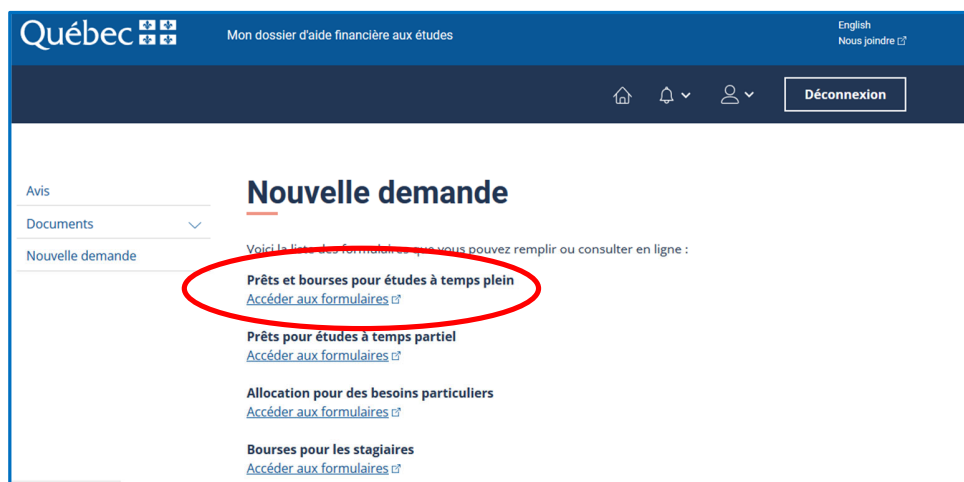 Québec
Mon dossier d'aide financière aux études
English
Nous joindre
Déconnexion
Avis
Documents
Nouvelle demande
Nouvelle demande
Voici la liste des formulaires que vous pouvez remplir ou consulter en ligne :
Prêts et bourses pour études à temps plein
Accéder aux formulaires
Prêts pour études à temps partiel
Accéder aux formulaires
Allocation pour des besoins particuliers
Accéder aux formulaires
Bourses pour les stagiaires
Accéder aux formulaires